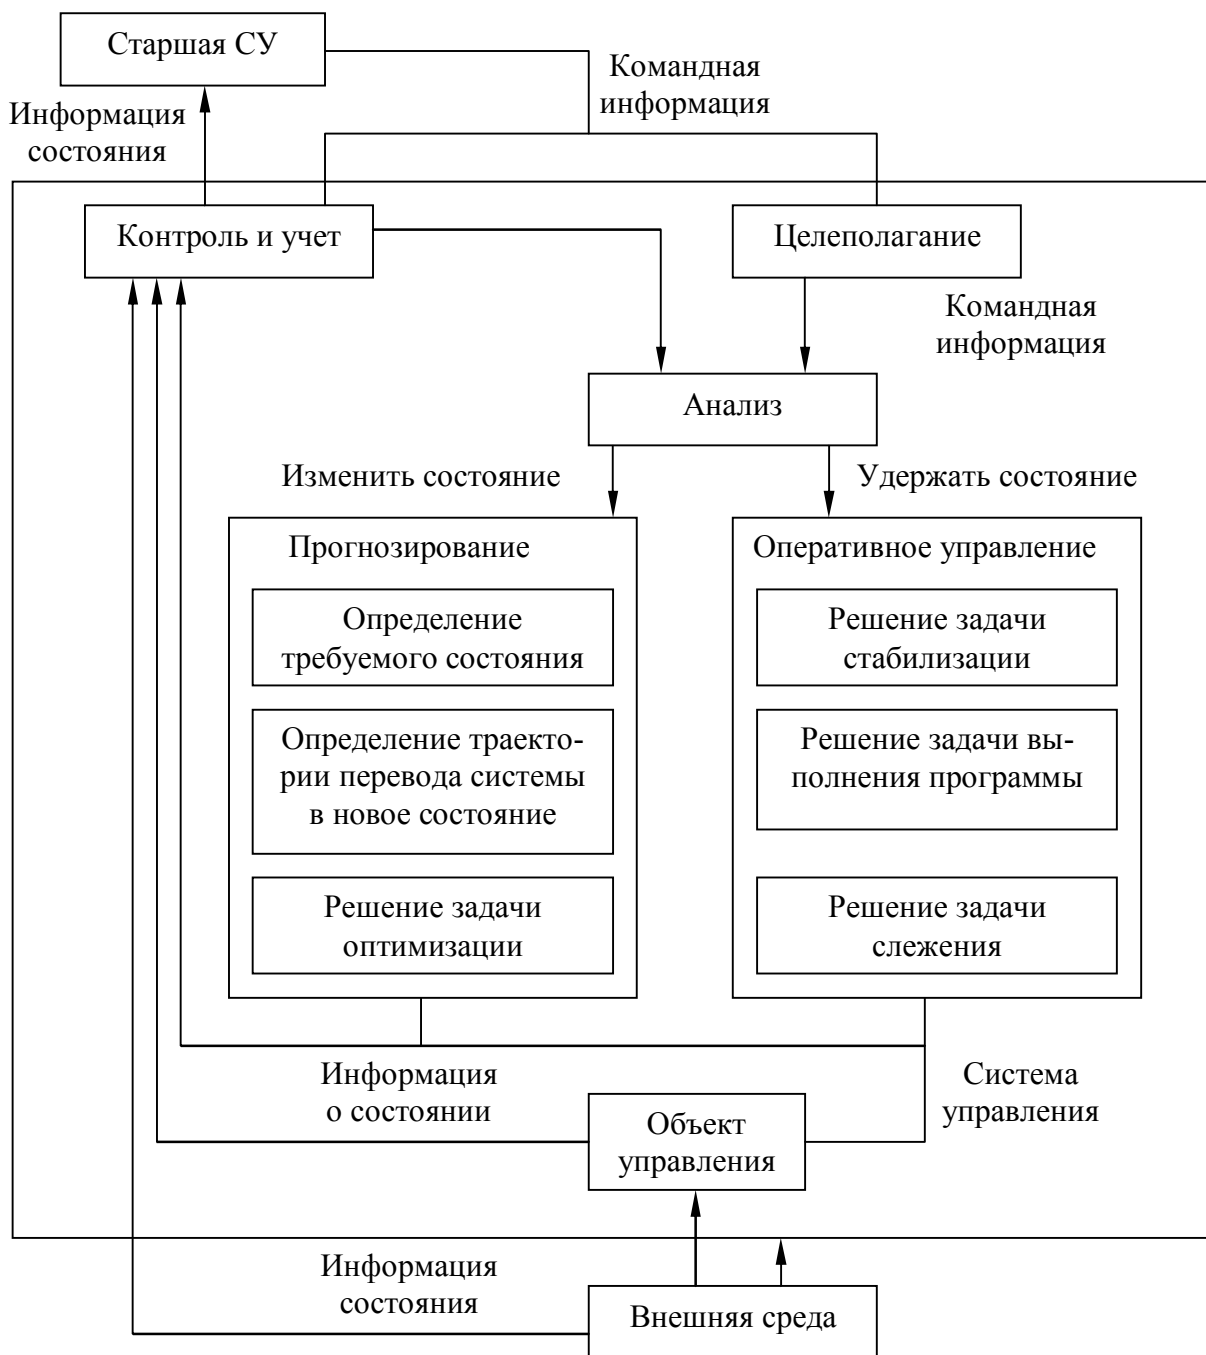 Старшая СУ
Командная
информация
Информация
состояния
Контроль и учет
Целеполагание
Командная
информация
Анализ
Изменить состояние
Удержать состояние
Прогнозирование
Определение
требуемого состояния
Определение траекто-
рии перевода системы
в новое состояние
Решение задачи
оптимизации
Оперативное управление
Решение задачи
стабилизации
Решение задачи вы-
полнения программы
Решение задачи
слежения
Информация
о состоянии
Система
управления
Объект
управления
Информация
состояния
Внешняя среда